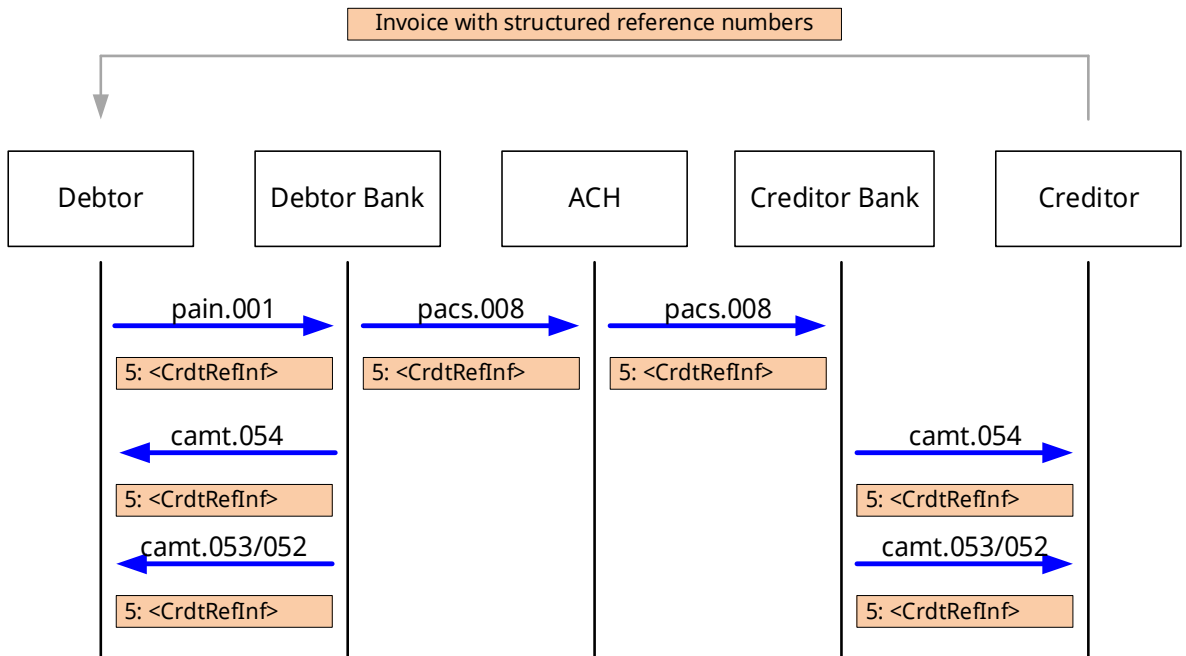 Invoice with structured reference numbers
Debtor
Debtor Bank
ACH
Creditor Bank
Creditor
pain.001
pacs.008
pacs.008
5: <CrdtRefInf>
5: <CrdtRefInf>
5: <CrdtRefInf>
camt.054
camt.054
5: <CrdtRefInf>
5: <CrdtRefInf>
camt.053/052
camt.053/052
5: <CrdtRefInf>
5: <CrdtRefInf>